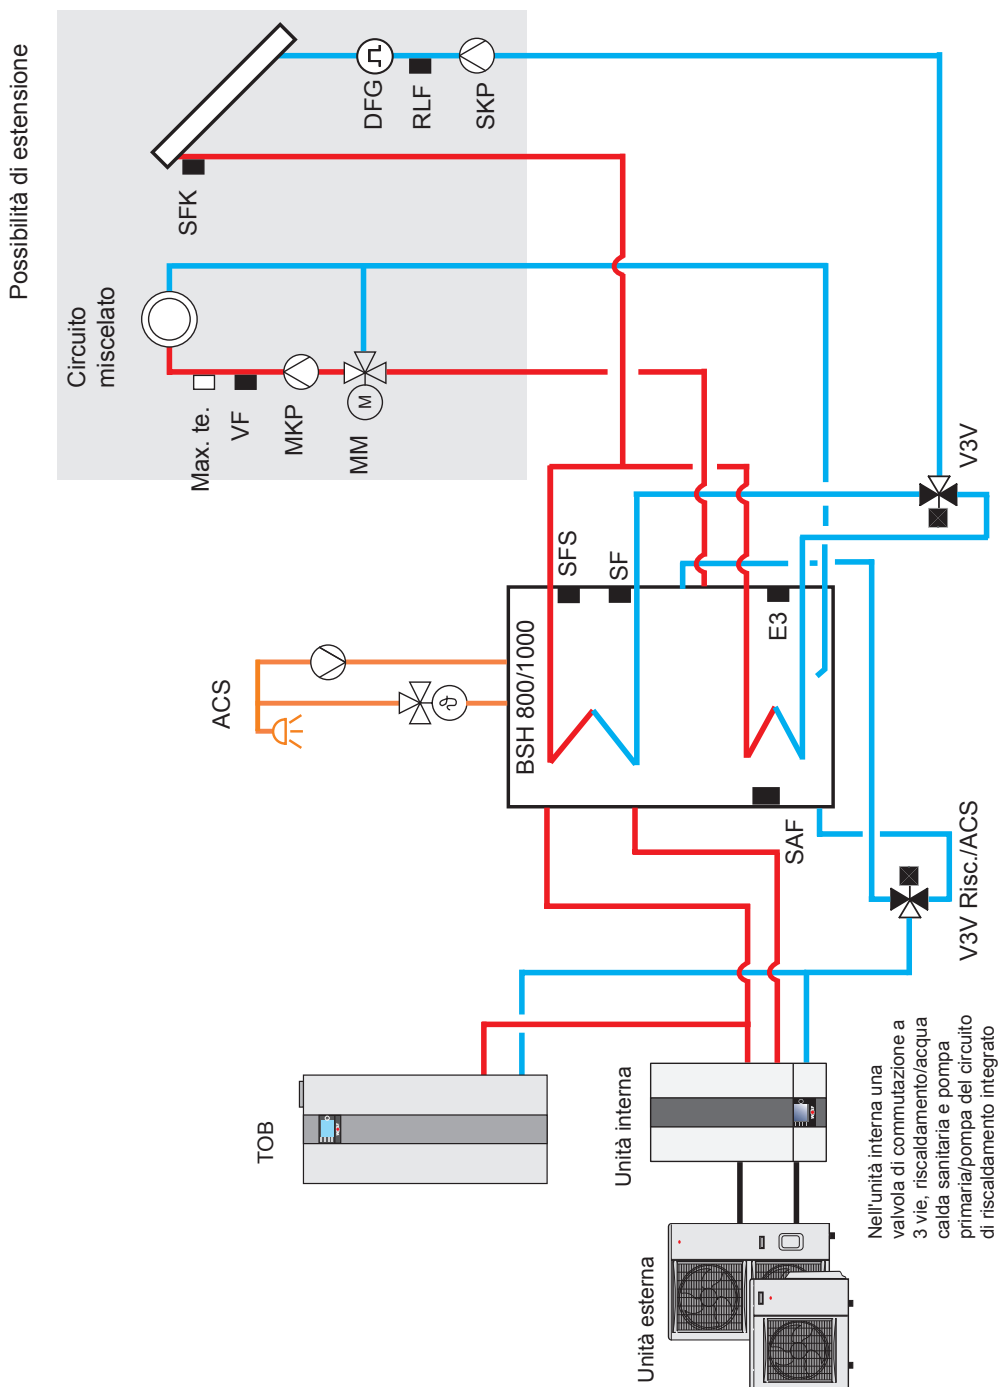 Possibilità di estensione
SFK
DFG
RLF
SKP
Circuito
miscelato
Max. te.
VF
MKP
MM
M
ACS
ϑ
BSH 800/1000
SFS
SF
E3
SAF
V3V
V3V Risc./ACS
TOB
Unità interna
Unità esterna
Nell'unità interna una
valvola di commutazione a
3 vie, riscaldamento/acqua
calda sanitaria e pompa
primaria/pompa del circuito
di riscaldamento integrato